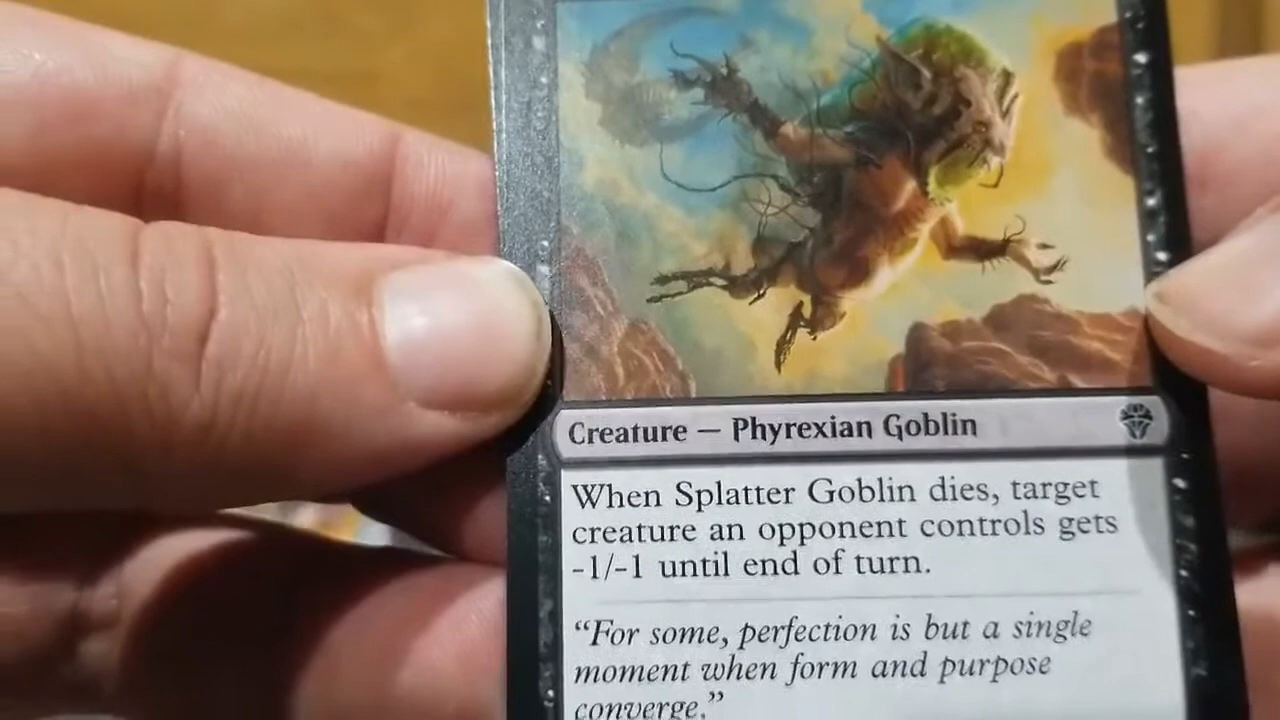 Creature — Phyrexian Goblin
When Splatter Goblin dies, target
creature an opponent controls gets
-1/-1 until end of turn.
“For some, perfection is but a single
moment when form and purpose
converge.”